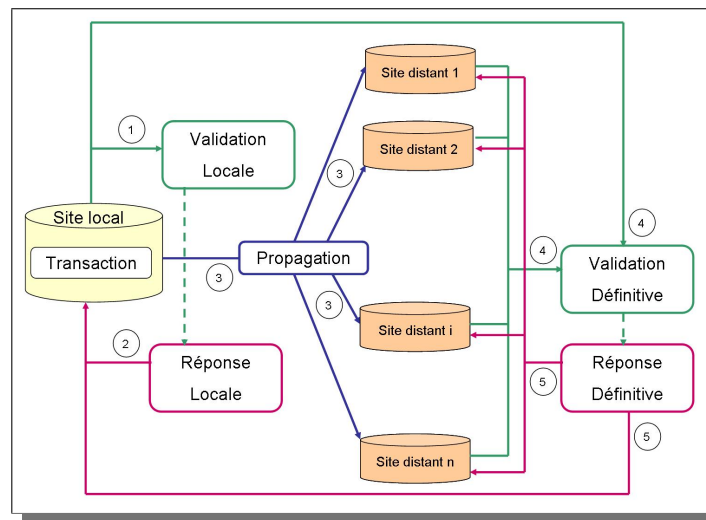 Site distant 1
1
Validation
Locale
Site distant 2
3
Site local
4
4
Transaction
3
Propagation
Validation
Définitive
3
Site distant i
2
Réponse
Locale
Réponse
Définitive
5
5
Site distant n